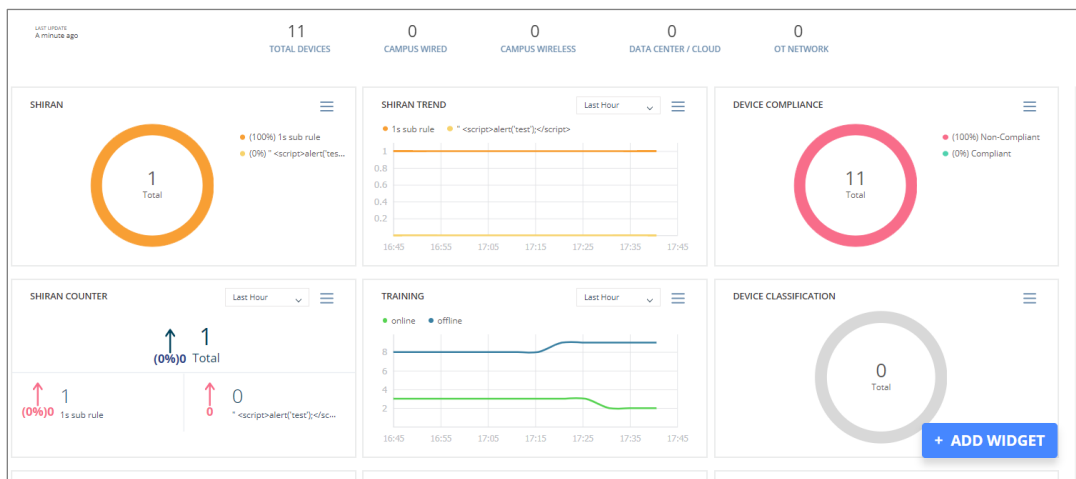 LAST UPDATE
A minute ago
11
TOTAL DEVICES
0
CAMPUS WIRED
0
CAMPUS WIRELESS
0
DATA CENTER / CLOUD
0
OT NETWORK
SHIRAN
(100%) 1s sub rule
(0%) " <script>alert('tes...
1
Total
SHIRAN TREND
Last Hour
1s sub rule
" <script>alert('test');</script>
1
0.8
0.6
0.4
0.2
16:45 16:55 17:05 17:15 17:25 17:35 17:45
DEVICE COMPLIANCE
(100%) Non-Compliant
(0%) Compliant
11
Total
SHIRAN COUNTER
Last Hour
(0%)0
1
Total
(0%)0
1
1s sub rule
0
0
" <script>alert('test');</sc...
TRAINING
Last Hour
online
offline
8
6
4
2
16:45 16:55 17:05 17:15 17:25 17:35 17:45
DEVICE CLASSIFICATION
0
Total
+ ADD WIDGET